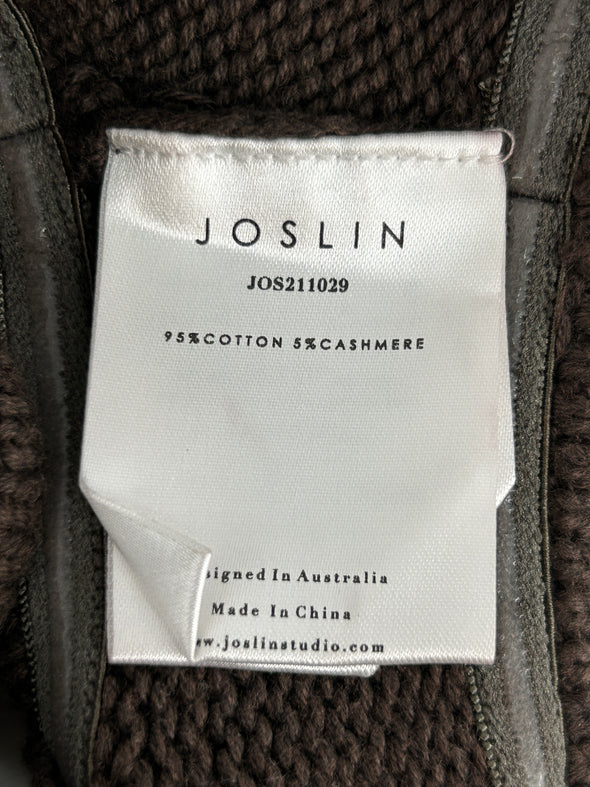 JOSLIN
JOS211029
95%COTTON 5%CASHMERE
signed In Australia
Made In China
w.joslinstudio.com